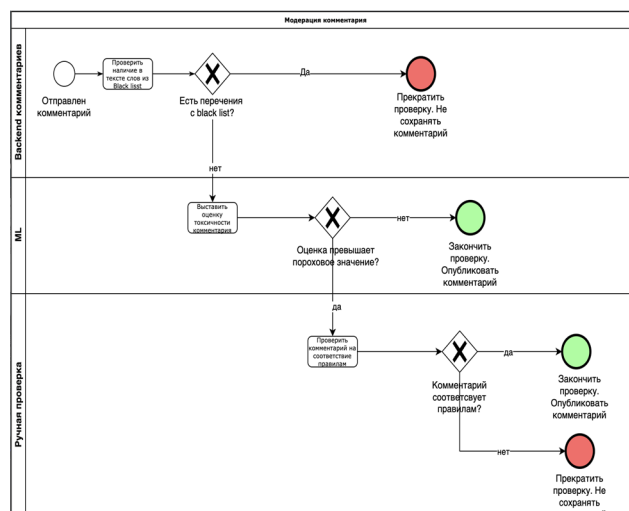 Модерация комментария
Backend комментариев
Проверить
наличие в
тексте слов из
Black lisst
Да
Отправлен
комментарий
Есть перечения
с black list?
Прекратить
проверку. Не
сохранять
комментарий
нет
ML
Выставить
оценку
токсичности
комментария
нет
Оценка превышает
пороховое значение?
Закончить
проверку.
Опубликовать
комментарий
да
Ручная проверка
Проверить
комментарий на
соответствие
правилам
да
Комментарий
соответсвует
правилам?
Закончить
проверку.
Опубликовать
комментарий
нет
Прекратить
проверку. Не
сохранять